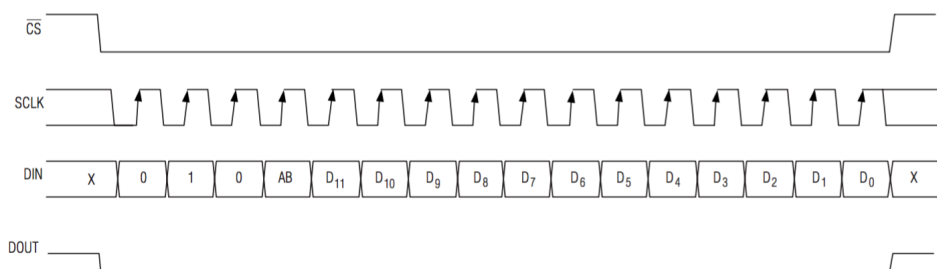 CS
SCLK
DIN X 0 1 0 AB D11 D10 D9 D8 D7 D6 D5 D4 D3 D2 D1 D0 X
DOUT